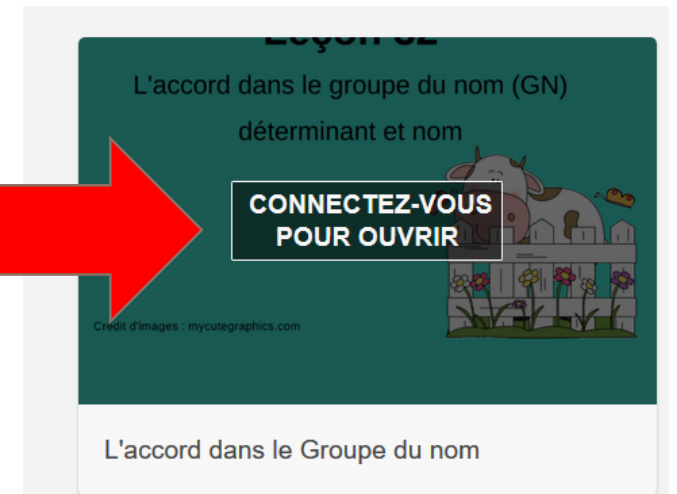 L'accord dans le groupe du nom (GN)
déterminant et nom
CONNECTEZ-VOUS
POUR OUVRIR
Crédit d'images : mycutegraphics.com
L'accord dans le Groupe du nom